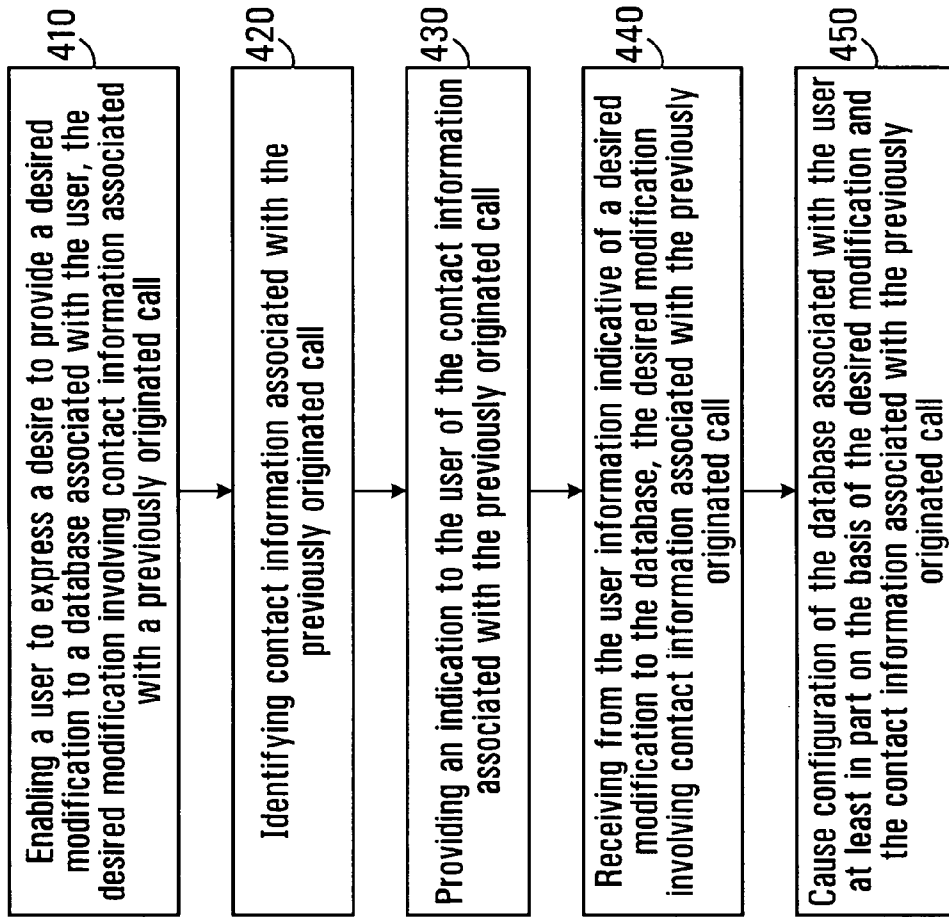 Enabling a user to express a desire to provide a desired
modification to a database associated with the user, the
desired modification involving contact information associated
with a previously originated call
410
Identifying contact information associated with the
previously originated call
420
Providing an indication to the user of the contact information
associated with the previously originated call
430
Receiving from the user information indicative of a desired
modification to the database, the desired modification
involving contact information associated with the previously
originated call
440
Cause configuration of the database associated with the user
at least in part on the basis of the desired modification and
the contact information associated with the previously
originated call
450